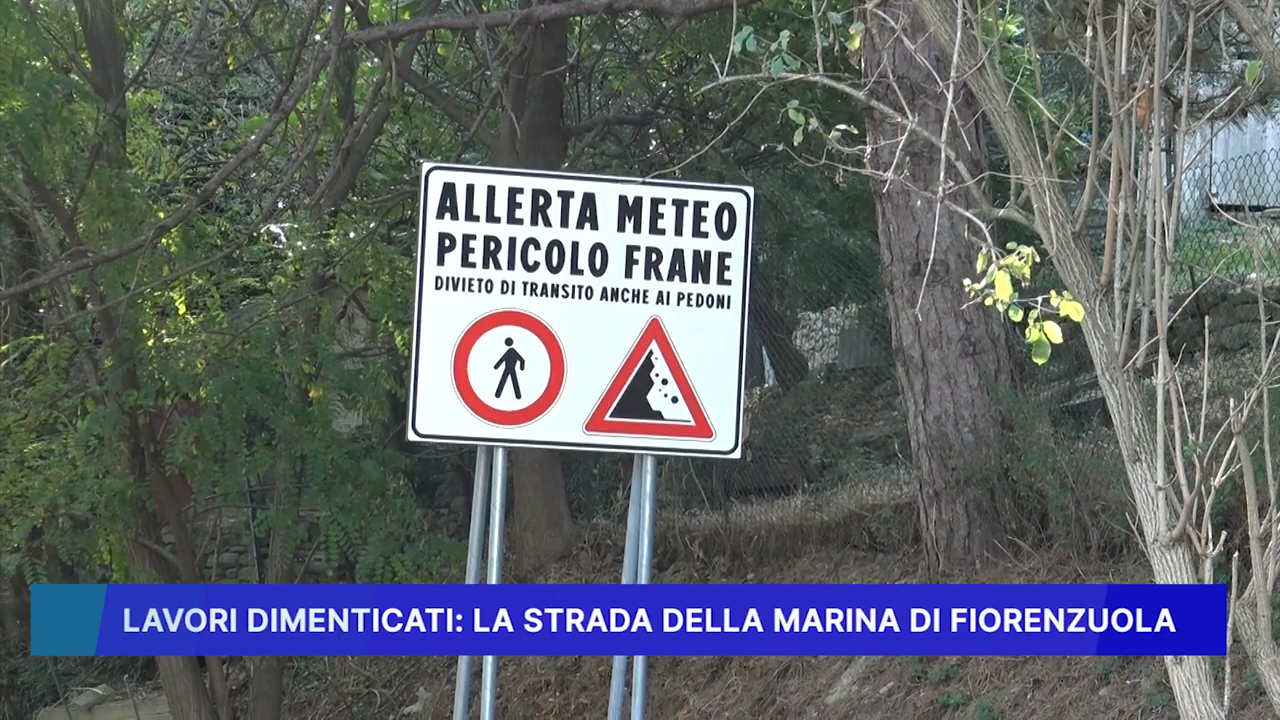 ALLERTA METEO
PERICOLO FRANE
DIVIETO DI TRANSITO ANCHE AI PEDONI
LAVORI DIMENTICATI: LA STRADA DELLA MARINA DI FIORENZUOLA